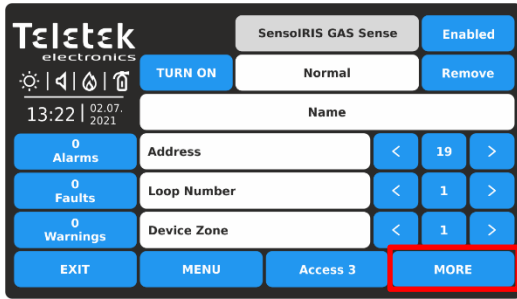 Teletek
electronics
SensoIRIS GAS Sense
Enabled
TURN ON
Normal
Remove
13:22 | 02.07.
2021
Name
0
Alarms
Address
<
19
>
0
Faults
Loop Number
<
1
>
0
Warnings
Device Zone
<
1
>
EXIT
MENU
Access 3
MORE